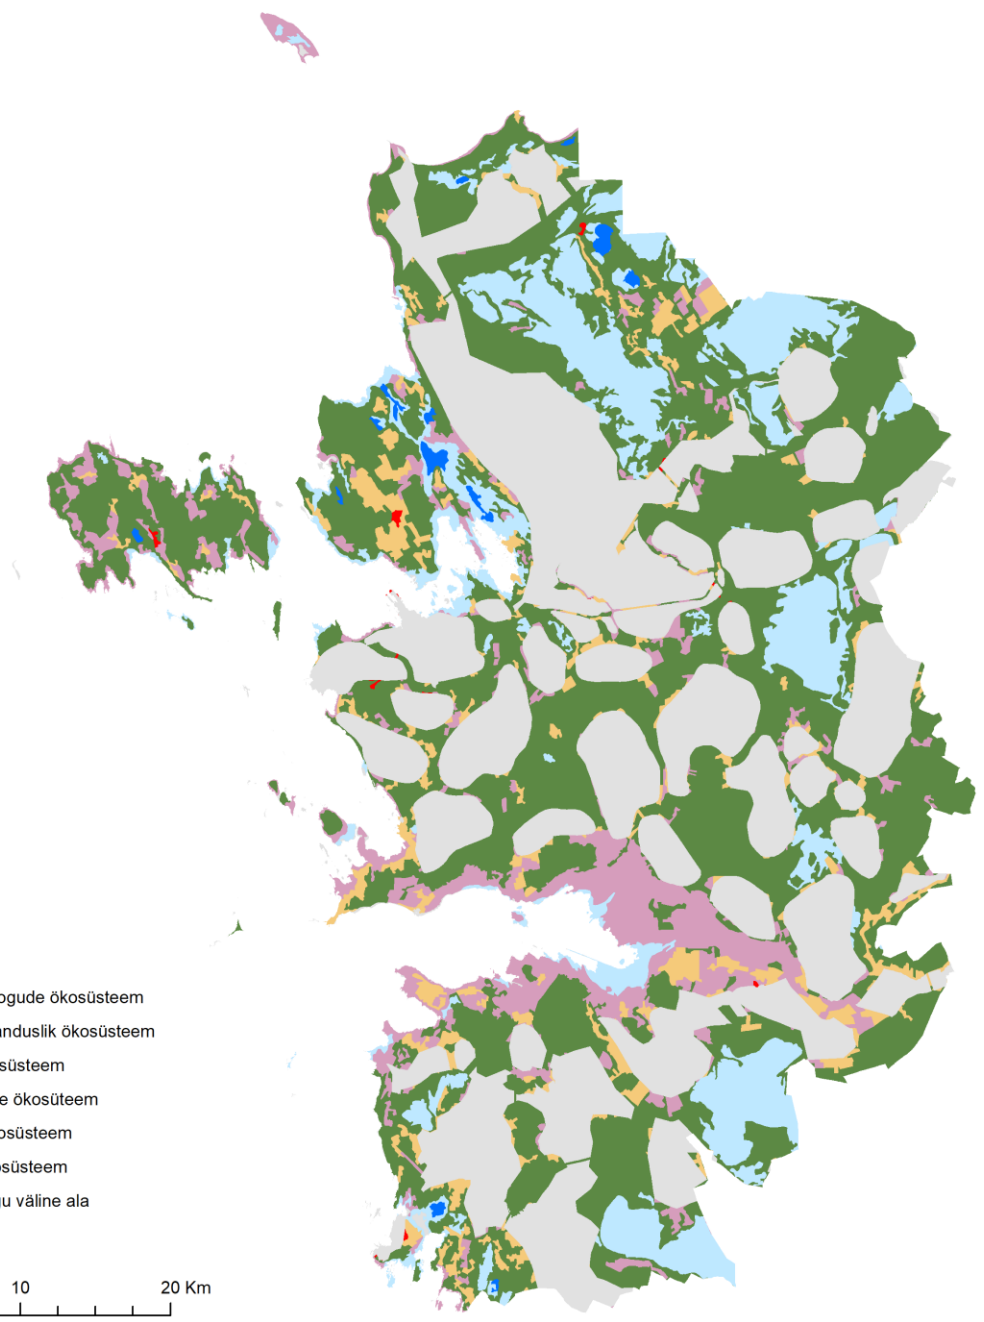 ogude ökosüsteem
anduslik ökosüsteem
süsteem
e ökosüteem
osüsteem
osüsteem
u väline ala
10 20 Km